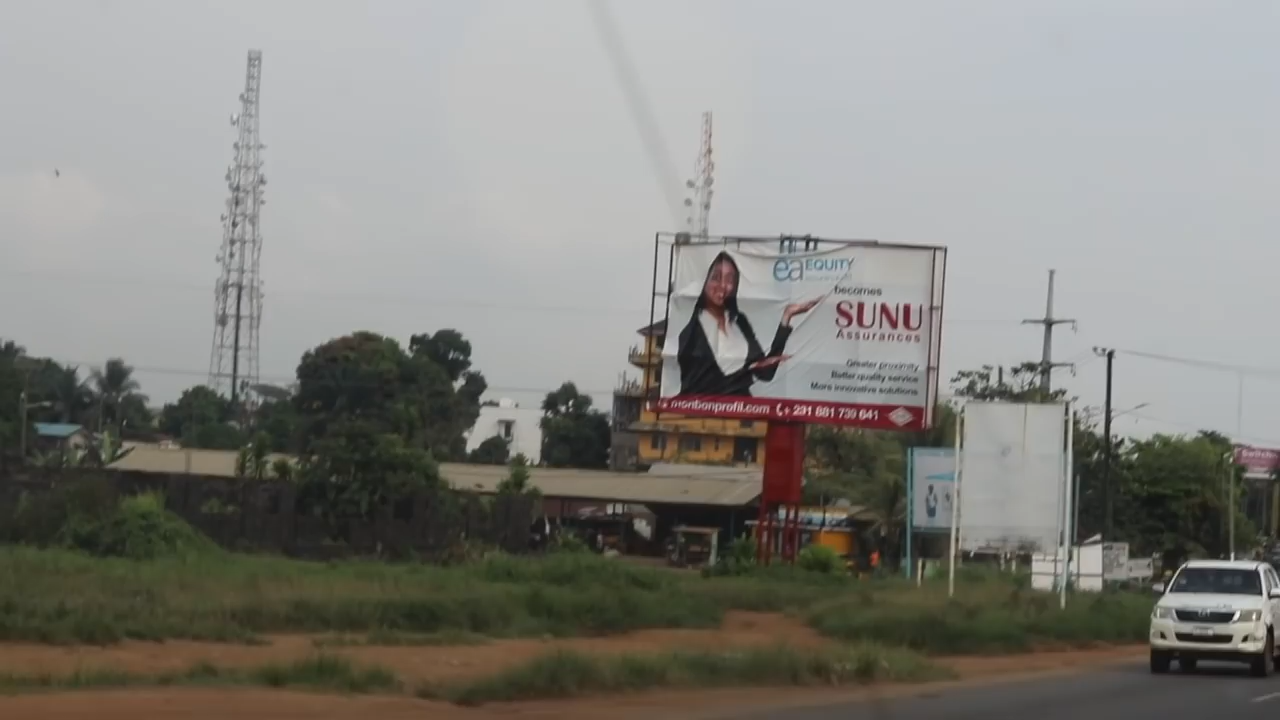 ea EQUITY
becomes
SUNU
Assurances
Greater proximity
Better quality service
More innovative solutions
monbonprofil.com + 231 881 739 641
Switch